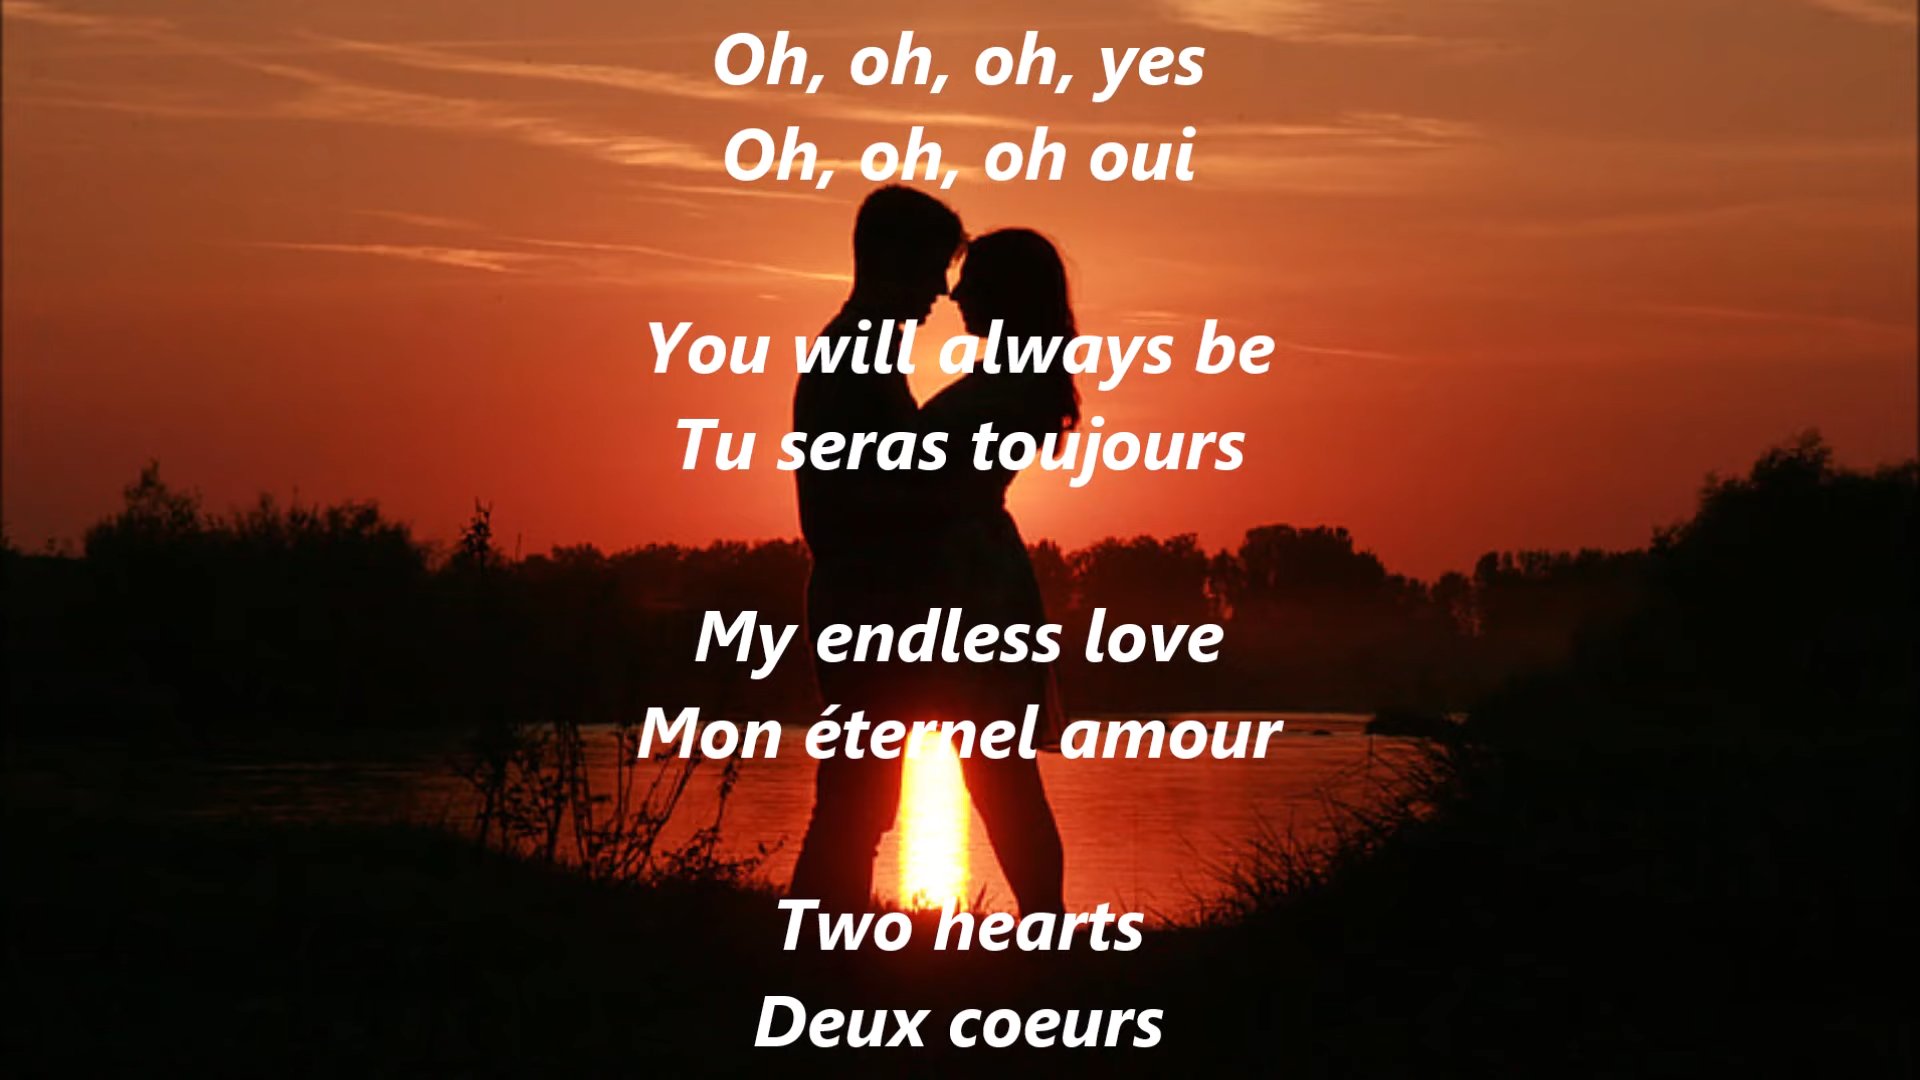 Oh, oh, oh, yes
Oh, oh, oh oui
You will always be
Tu seras toujours
My endless love
Mon éternel amour
Two hearts
Deux coeurs